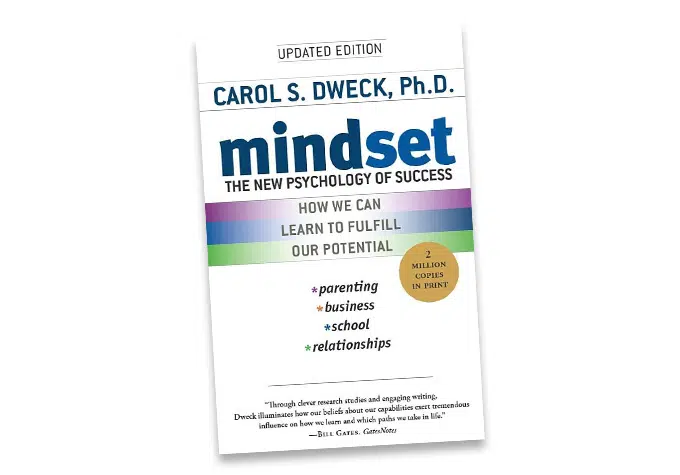 UPDATED EDITION
CAROL S. DWECK, Ph.D.
mindset
THE NEW PSYCHOLOGY OF SUCCESS
HOW WE CAN
LEARN TO FULFILL
OUR POTENTIAL
2
MILLION
COPIES
IN PRINT
*parenting
*business
*school
*relationships
“Through clever research studies and engaging writing,
Dweck illuminates how our beliefs about our capabilities exert tremendous
influence on how we learn and which paths we take in life.”
—BILL GATES, GatesNotes